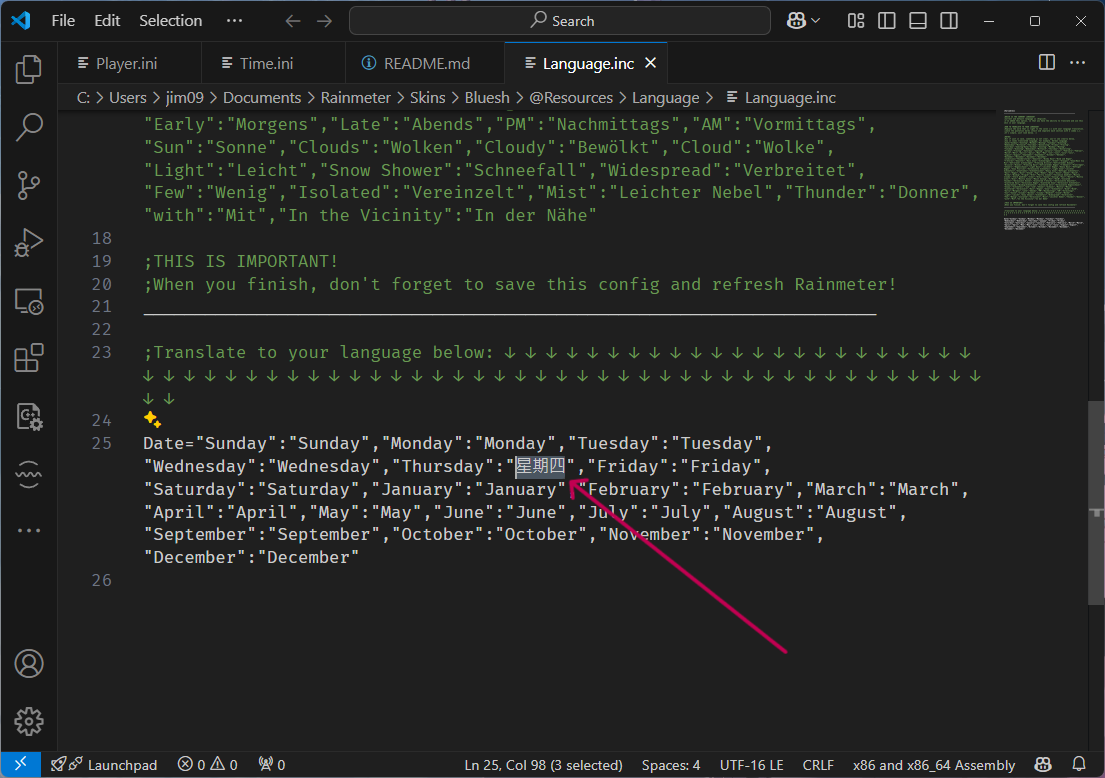 File Edit Selection ··· Search
Player.ini Time.ini README.md Language.inc
C: > Users > jim09 > Documents > Rainmeter > Skins > Bluesh > @Resources > Language > Language.inc
"Early":"Morgens","Late":"Abends","PM":"Nachmittags","AM":"Vormittags",
"Sun":"Sonne","Clouds":"Wolken","Cloudy":"Bewölkt","Cloud":"Wolke",
"Light":"Leicht","Snow Shower":"Schneefall","Widespread":"Verbreitet",
"Few":"Wenig","Isolated":"Vereinzelt","Mist":"Leichter Nebel","Thunder":"Donner",
"with":"Mit","In the Vicinity":"In der Nähe"
18
19 ;THIS IS IMPORTANT!
20 ;When you finish, don't forget to save this config and refresh Rainmeter!
21 ___________________________________________________________________________
22
23 ;Translate to your language below: ↓ ↓ ↓ ↓ ↓ ↓ ↓ ↓ ↓ ↓ ↓ ↓ ↓ ↓ ↓ ↓ ↓ ↓ ↓ ↓ ↓ ↓ ↓
↓ ↓ ↓ ↓ ↓ ↓ ↓ ↓ ↓ ↓ ↓ ↓ ↓ ↓ ↓ ↓ ↓ ↓ ↓ ↓ ↓ ↓ ↓ ↓ ↓ ↓ ↓ ↓ ↓ ↓ ↓ ↓ ↓ ↓ ↓ ↓ ↓ ↓ ↓ ↓ ↓
↓ ↓
24
25 Date="Sunday":"Sunday","Monday":"Monday","Tuesday":"Tuesday",
"Wednesday":"Wednesday","Thursday":"星期四","Friday":"Friday",
"Saturday":"Saturday","January":"January","February":"February","March":"March",
"April":"April","May":"May","June":"June","July":"July","August":"August",
"September":"September","October":"October","November":"November",
"December":"December"
26
Launchpad 0 0 0 Ln 25, Col 98 (3 selected) Spaces: 4 UTF-16 LE CRLF x86 and x86_64 Assembly